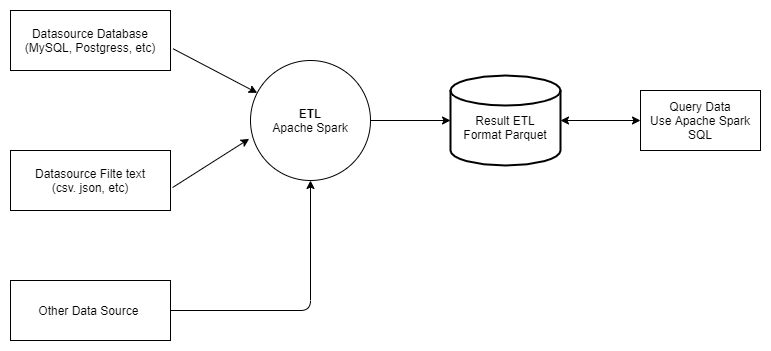 Datasource Database
(MySQL, Postgress, etc)
ETL
Apache Spark
Result ETL
Format Parquet
Query Data
Use Apache Spark
SQL
Datasource Filte text
(csv. json, etc)
Other Data Source